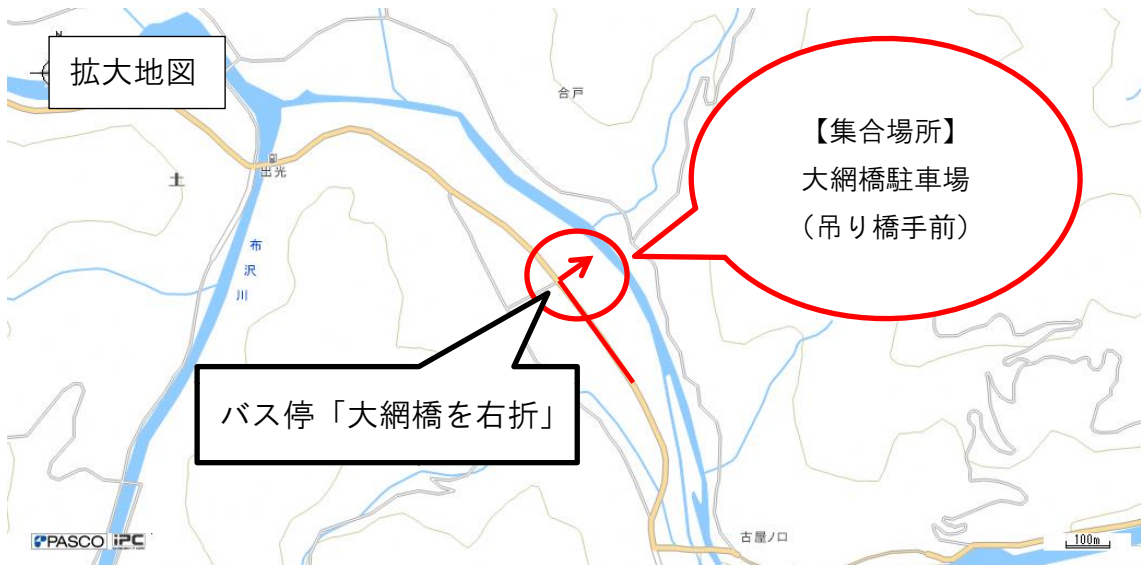 N
拡大地図
合戸
【集合場所】
大網橋駐車場
（吊り橋手前）
出光
布
沢
川
バス停「大網橋を右折」
古屋ノ口
PASCO iPC
100m